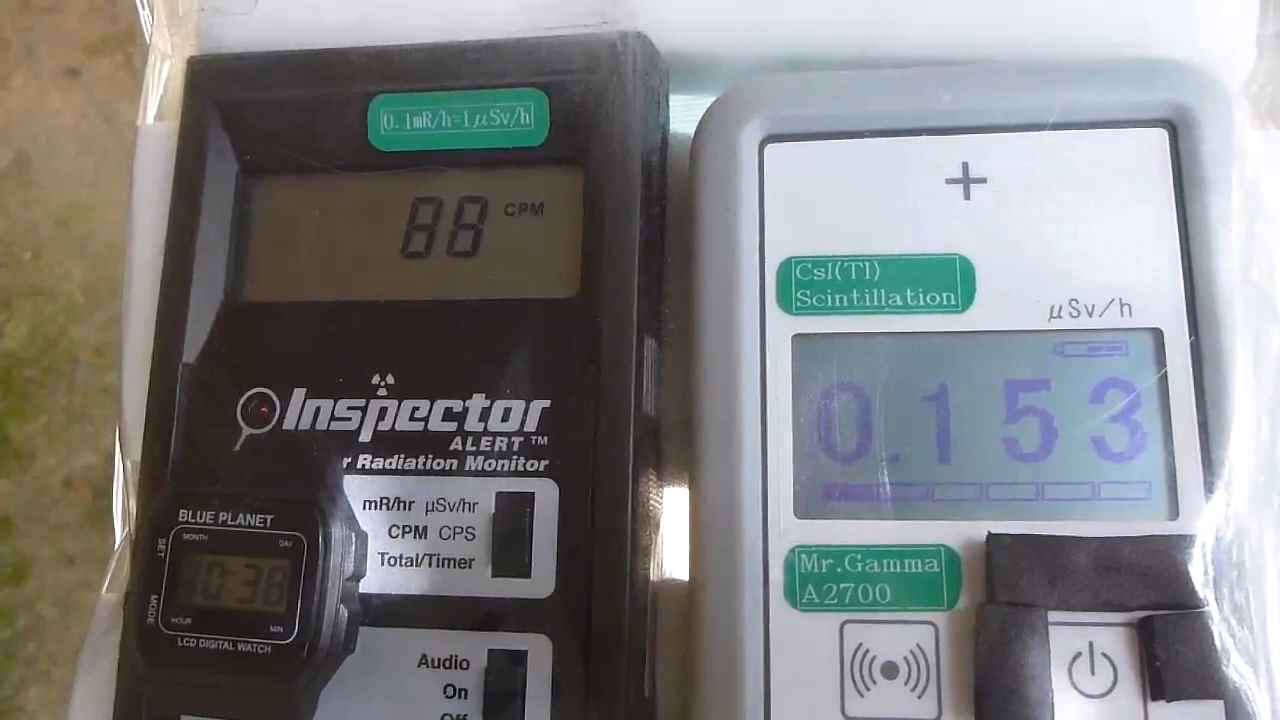 0.1mR/h=1μSv/h
88 CPM
Inspector
ALERT™
r Radiation Monitor
mR/hr μSv/hr
CPM CPS
Total/Timer
Audio
On
Off
BLUE PLANET
MONTH DAY
SET
10:38
MODE
HOUR MIN
LCD DIGITAL WATCH
+
CsI(Tl)
Scintillation
μSv/h
0.153
Mr.Gamma
A2700